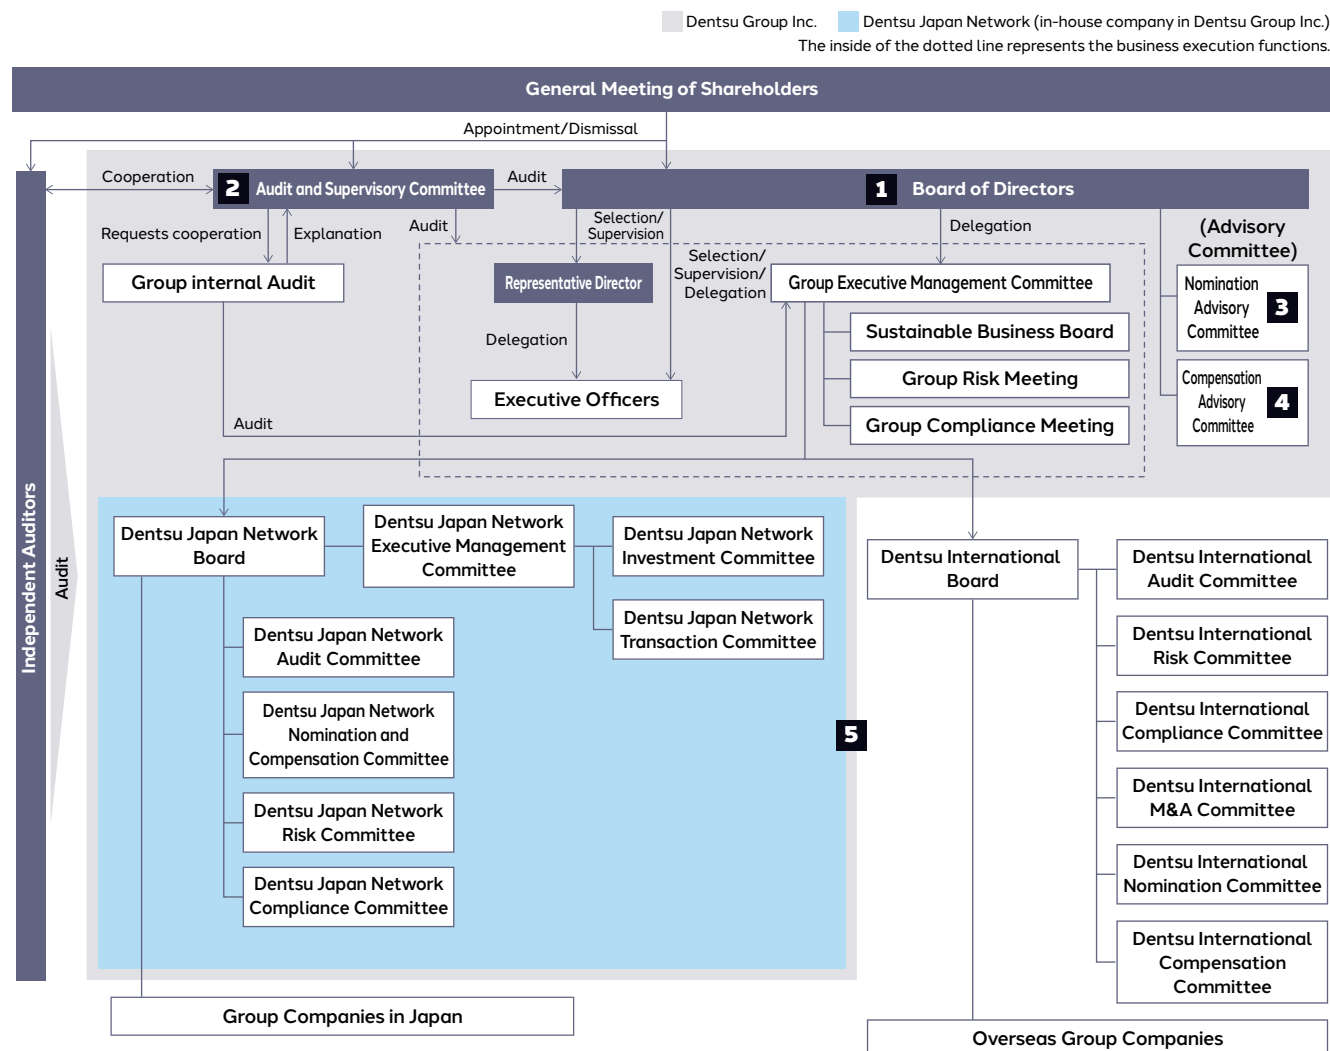 Dentsu Group Inc.
Dentsu Japan Network (in-house company in Dentsu Group Inc.)
The inside of the dotted line represents the business execution functions.
General Meeting of Shareholders
Appointment/Dismissal
Cooperation
2 Audit and Supervisory Committee
Audit
1 Board of Directors
Requests cooperation
Explanation
Audit
Selection/
Supervision
Selection/
Supervision/
Delegation
Delegation
(Advisory
Committee)
Group internal Audit
Representative Director
Group Executive Management Committee
Nomination
Advisory
Committee
3
Sustainable Business Board
Delegation
Group Risk Meeting
Compensation
Advisory
Committee
4
Executive Officers
Group Compliance Meeting
Audit
Independent Auditors
Audit
Dentsu Japan Network
Board
Dentsu Japan Network
Executive Management
Committee
Dentsu Japan Network
Investment Committee
Dentsu Japan Network
Transaction Committee
Dentsu Japan Network
Audit Committee
Dentsu Japan Network
Nomination and
Compensation Committee
Dentsu Japan Network
Risk Committee
Dentsu Japan Network
Compliance Committee
5
Dentsu International
Board
Dentsu International
Audit Committee
Dentsu International
Risk Committee
Dentsu International
Compliance Committee
Dentsu International
M&A Committee
Dentsu International
Nomination Committee
Dentsu International
Compensation
Committee
Group Companies in Japan
Overseas Group Companies